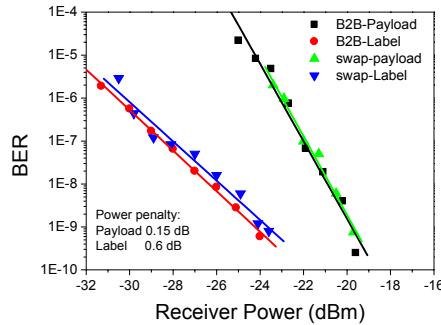 1E-4
1E-5
1E-6
1E-7
1E-8
1E-9
1E-10
BER
B2B-Payload
B2B-Label
swap-payload
swap-Label
Power penalty:
Payload 0.15 dB
Label 0.6 dB
-32 -30 -28 -26 -24 -22 -20 -18 -16
Receiver Power (dBm)